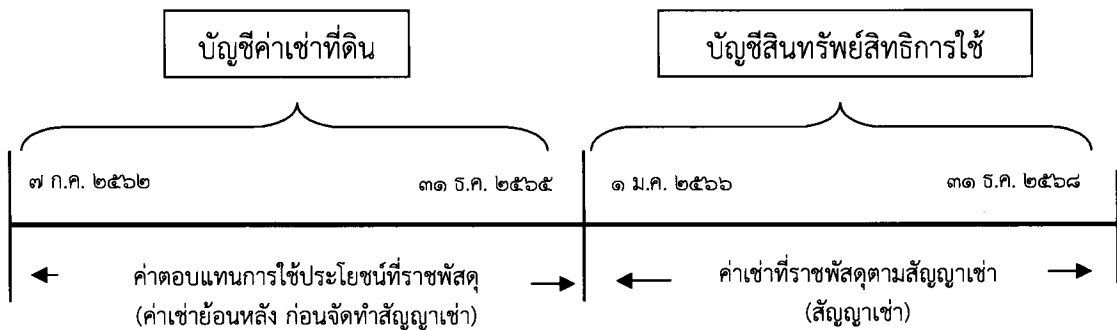 บัญชีค่าเช่าที่ดิน
บัญชีสินทรัพย์สิทธิการใช้
๗ ก.ค. ๒๕๖๒
๓๑ ธ.ค. ๒๕๖๕
๑ ม.ค. ๒๕๖๖
๓๑ ธ.ค. ๒๕๖๘
ค่าตอบแทนการใช้ประโยชน์ที่ราชพัสดุ
(ค่าเช่าย้อนหลัง ก่อนจัดทำสัญญาเช่า)
ค่าเช่าที่ราชพัสดุตามสัญญาเช่า
(สัญญาเช่า)